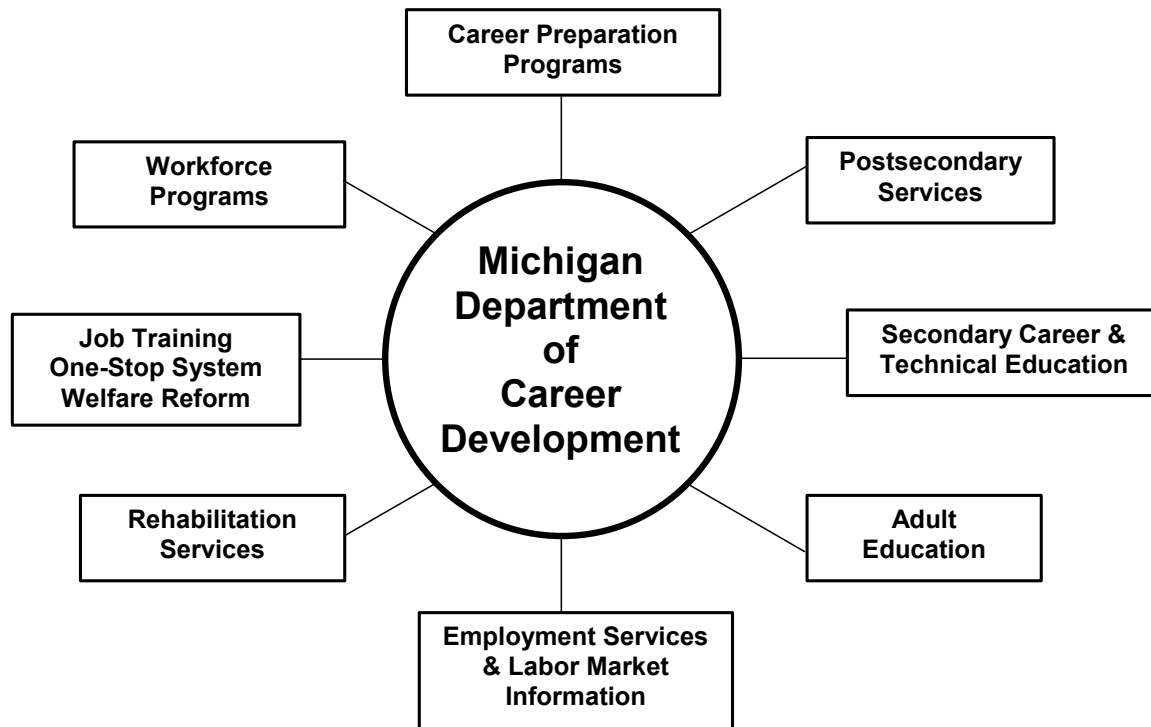 Career Preparation
Programs
Workforce
Programs
Postsecondary
Services
Michigan
Department
of
Career
Development
Job Training
One-Stop System
Welfare Reform
Secondary Career &
Technical Education
Rehabilitation
Services
Adult
Education
Employment Services
& Labor Market
Information